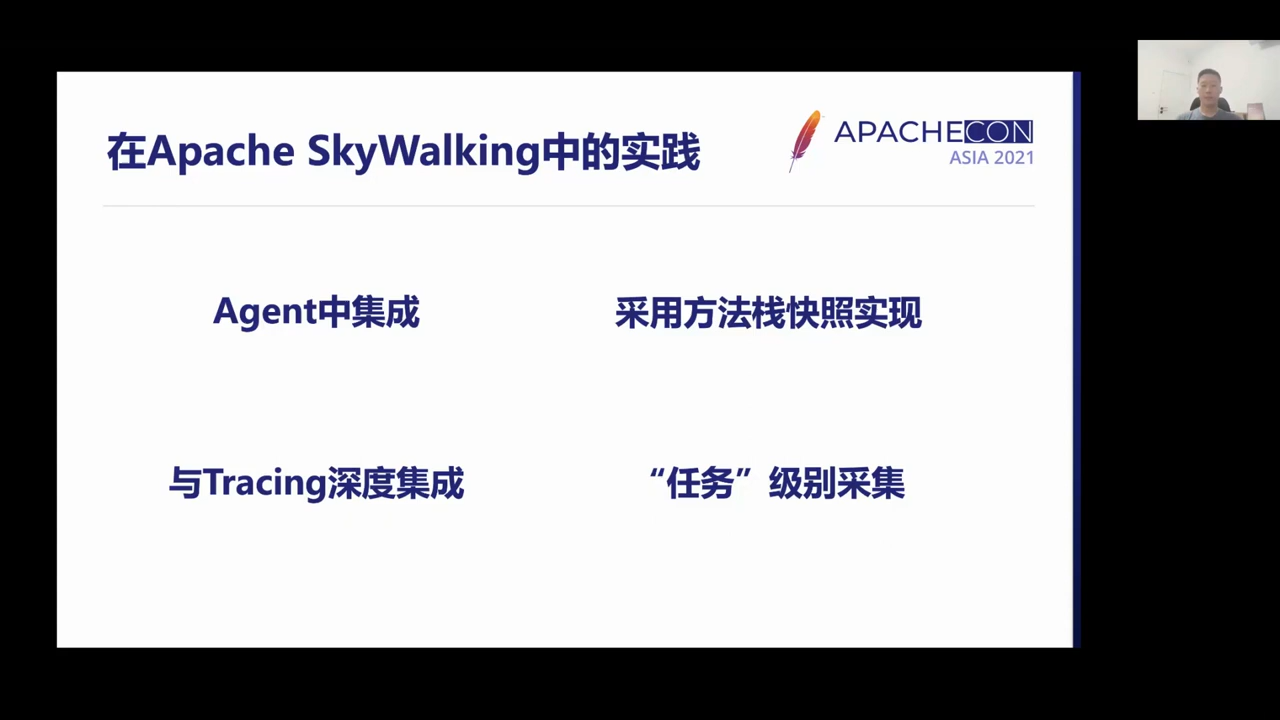 在Apache SkyWalking中的实践
APACHECON
ASIA 2021
Agent中集成
采用方法栈快照实现
与Tracing深度集成
“任务”级别采集